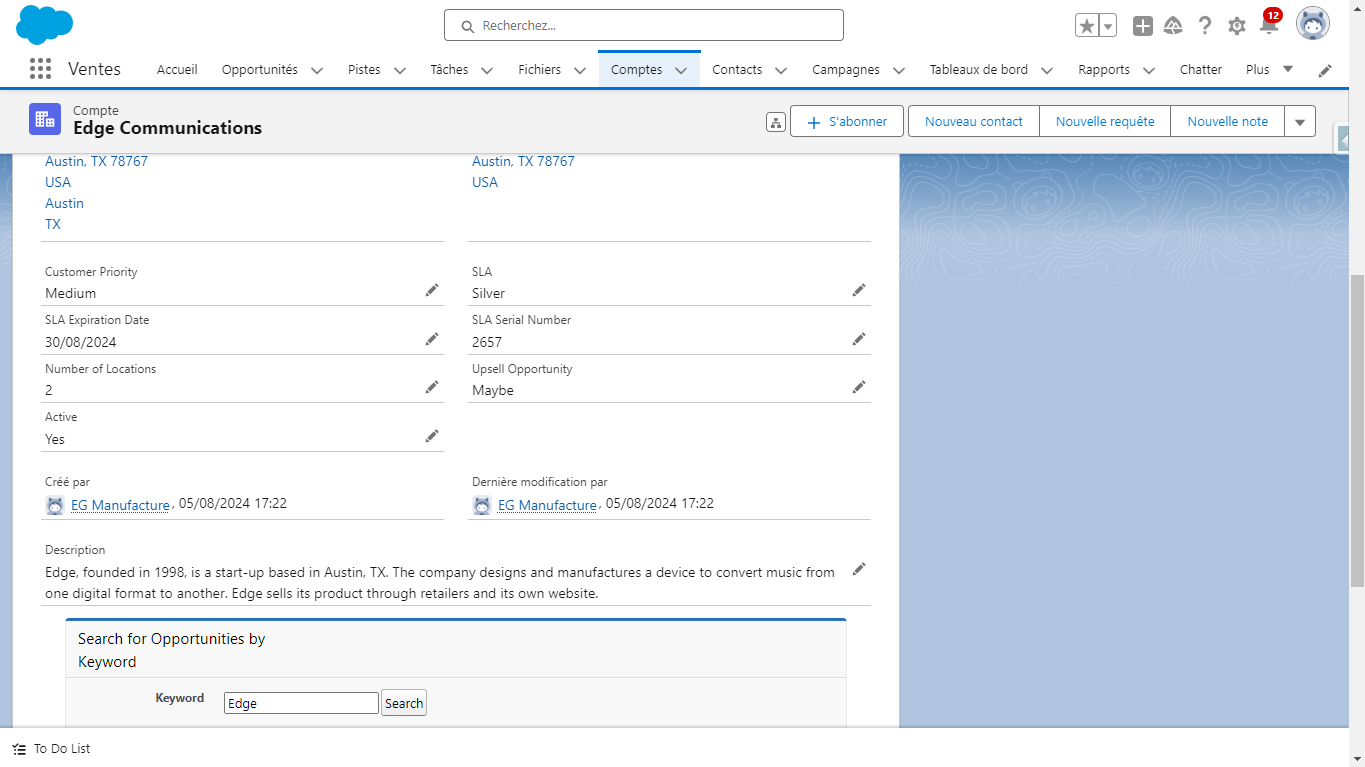 Recherchez...
12
Ventes
Accueil
Opportunités
Pistes
Tâches
Fichiers
Comptes
Contacts
Campagnes
Tableaux de bord
Rapports
Chatter
Plus
Compte
Edge Communications
S'abonner
Nouveau contact
Nouvelle requête
Nouvelle note
Austin, TX 78767
USA
Austin
TX
Austin, TX 78767
USA
Customer Priority
Medium
SLA
Silver
SLA Expiration Date
30/08/2024
SLA Serial Number
2657
Number of Locations
2
Upsell Opportunity
Maybe
Active
Yes
Créé par
EG Manufacture, 05/08/2024 17:22
Dernière modification par
EG Manufacture, 05/08/2024 17:22
Description
Edge, founded in 1998, is a start-up based in Austin, TX. The company designs and manufactures a device to convert music from
one digital format to another. Edge sells its product through retailers and its own website.
Search for Opportunities by
Keyword
Keyword
Edge
Search
To Do List